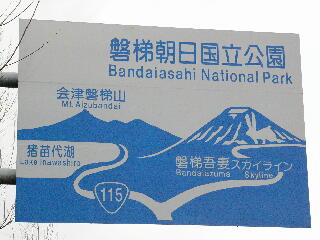 磐梯朝日国立公園
Bandaiasahi National Park
会津磐梯山
Mt. Aizubandai
猪苗代湖
Lake Inawashiro
磐梯吾妻スカイライン
Bandaiazuma Skyline
115